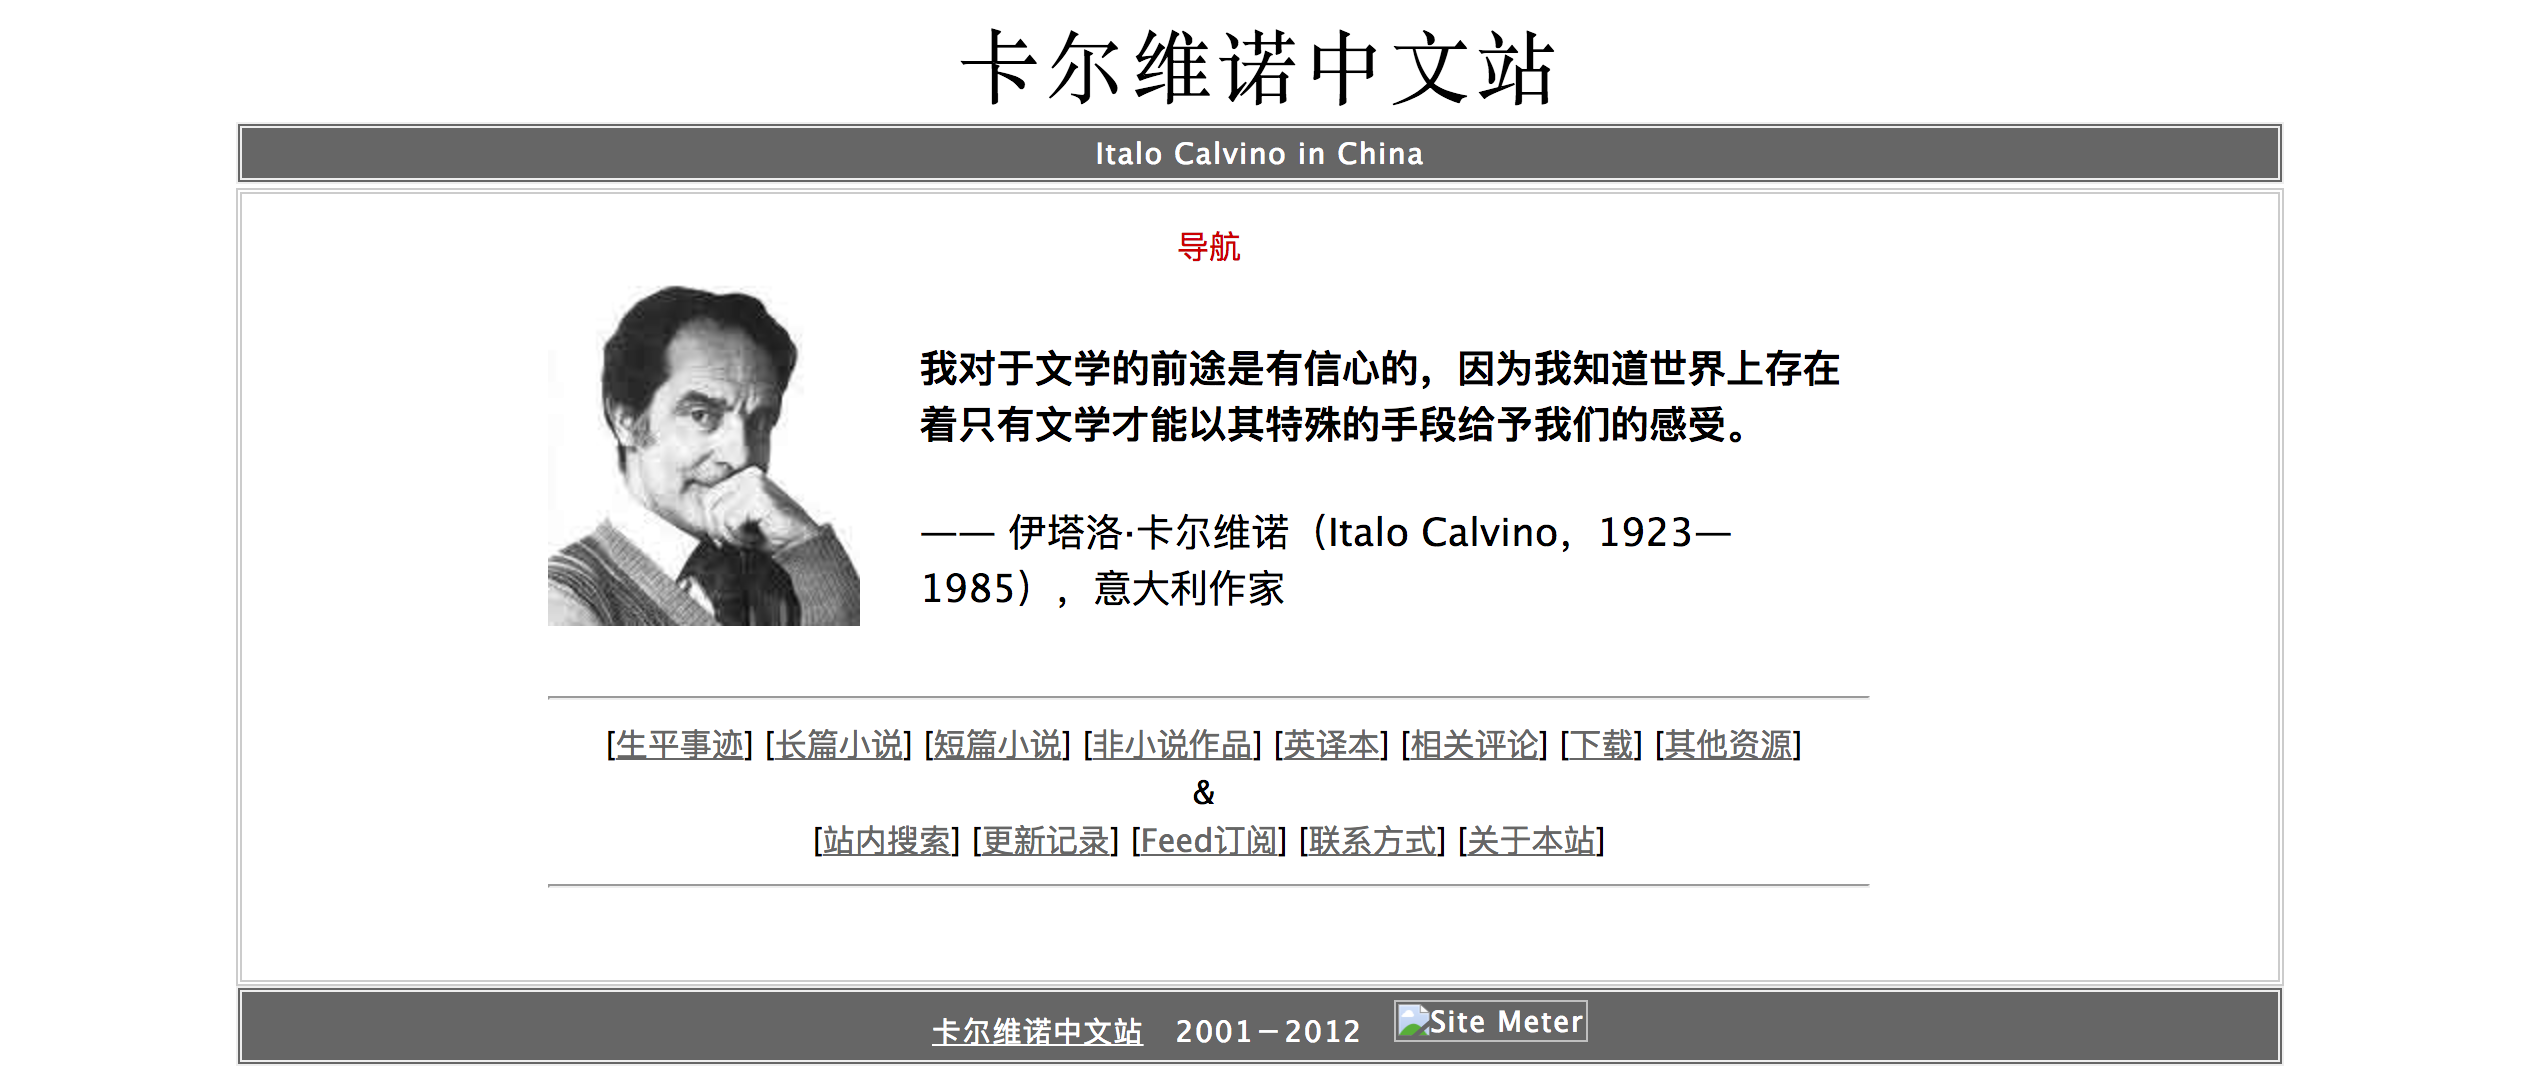 卡尔维诺中文站
Italo Calvino in China
导航
我对于文学的前途是有信心的，因为我知道世界上存在
着只有文学才能以其特殊的手段给予我们的感受。
—— 伊塔洛·卡尔维诺（Italo Calvino，1923—
1985），意大利作家
[生平事迹] [长篇小说] [短篇小说] [非小说作品] [英译本] [相关评论] [下载] [其他资源]
&
[站内搜索] [更新记录] [Feed订阅] [联系方式] [关于本站]
卡尔维诺中文站 2001－2012 Site Meter